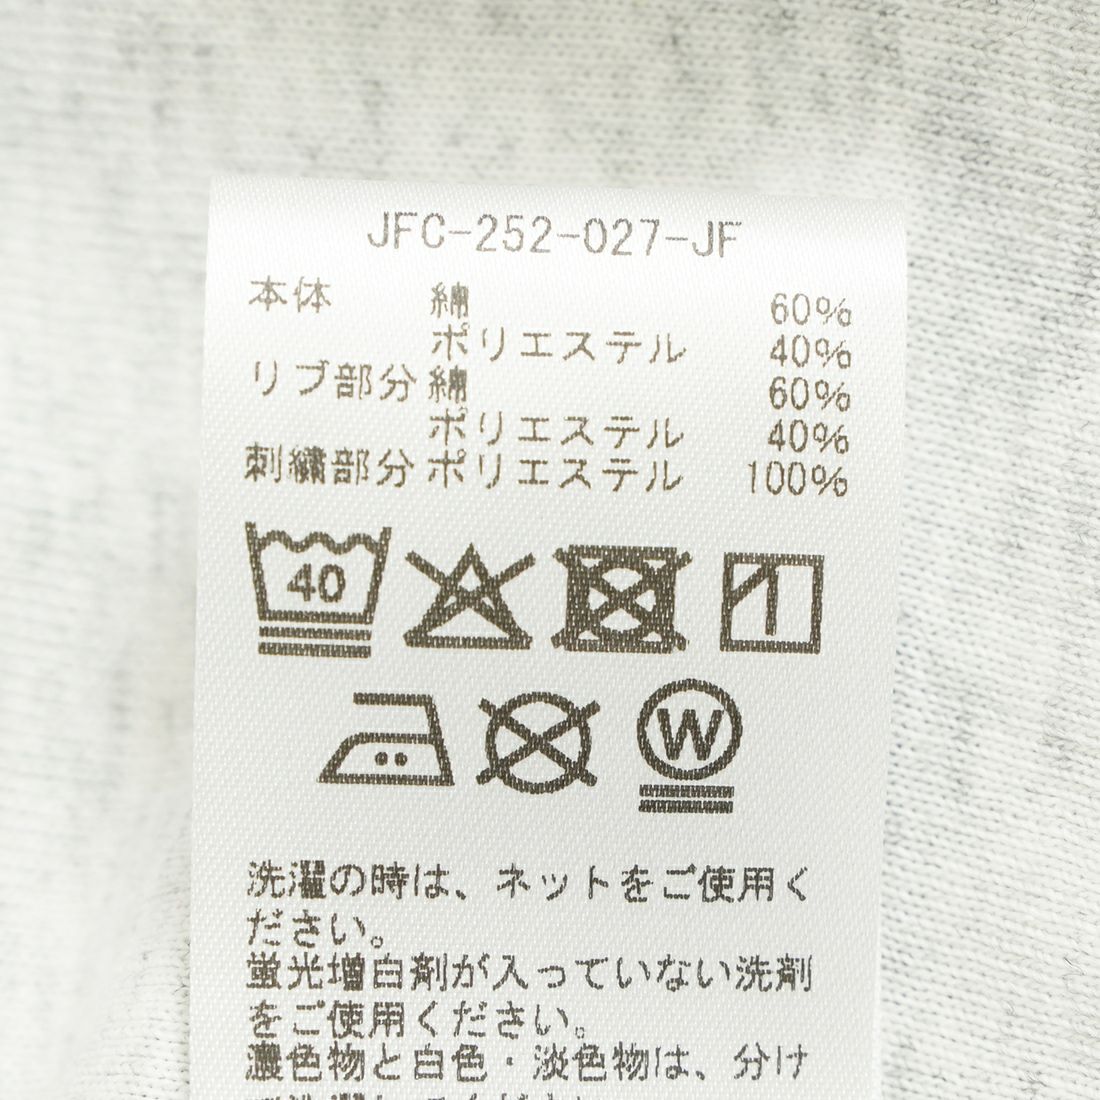 JFC-252-027-JF
本体 綿 60%
ポリエステル 40%
リブ部分 綿 60%
ポリエステル 40%
刺繍部分 ポリエステル 100%
40
W
洗濯の時は、ネットをご使用く
ださい。
蛍光増白剤が入っていない洗剤
をご使用ください。
濃色物と白色・淡色物は、分け